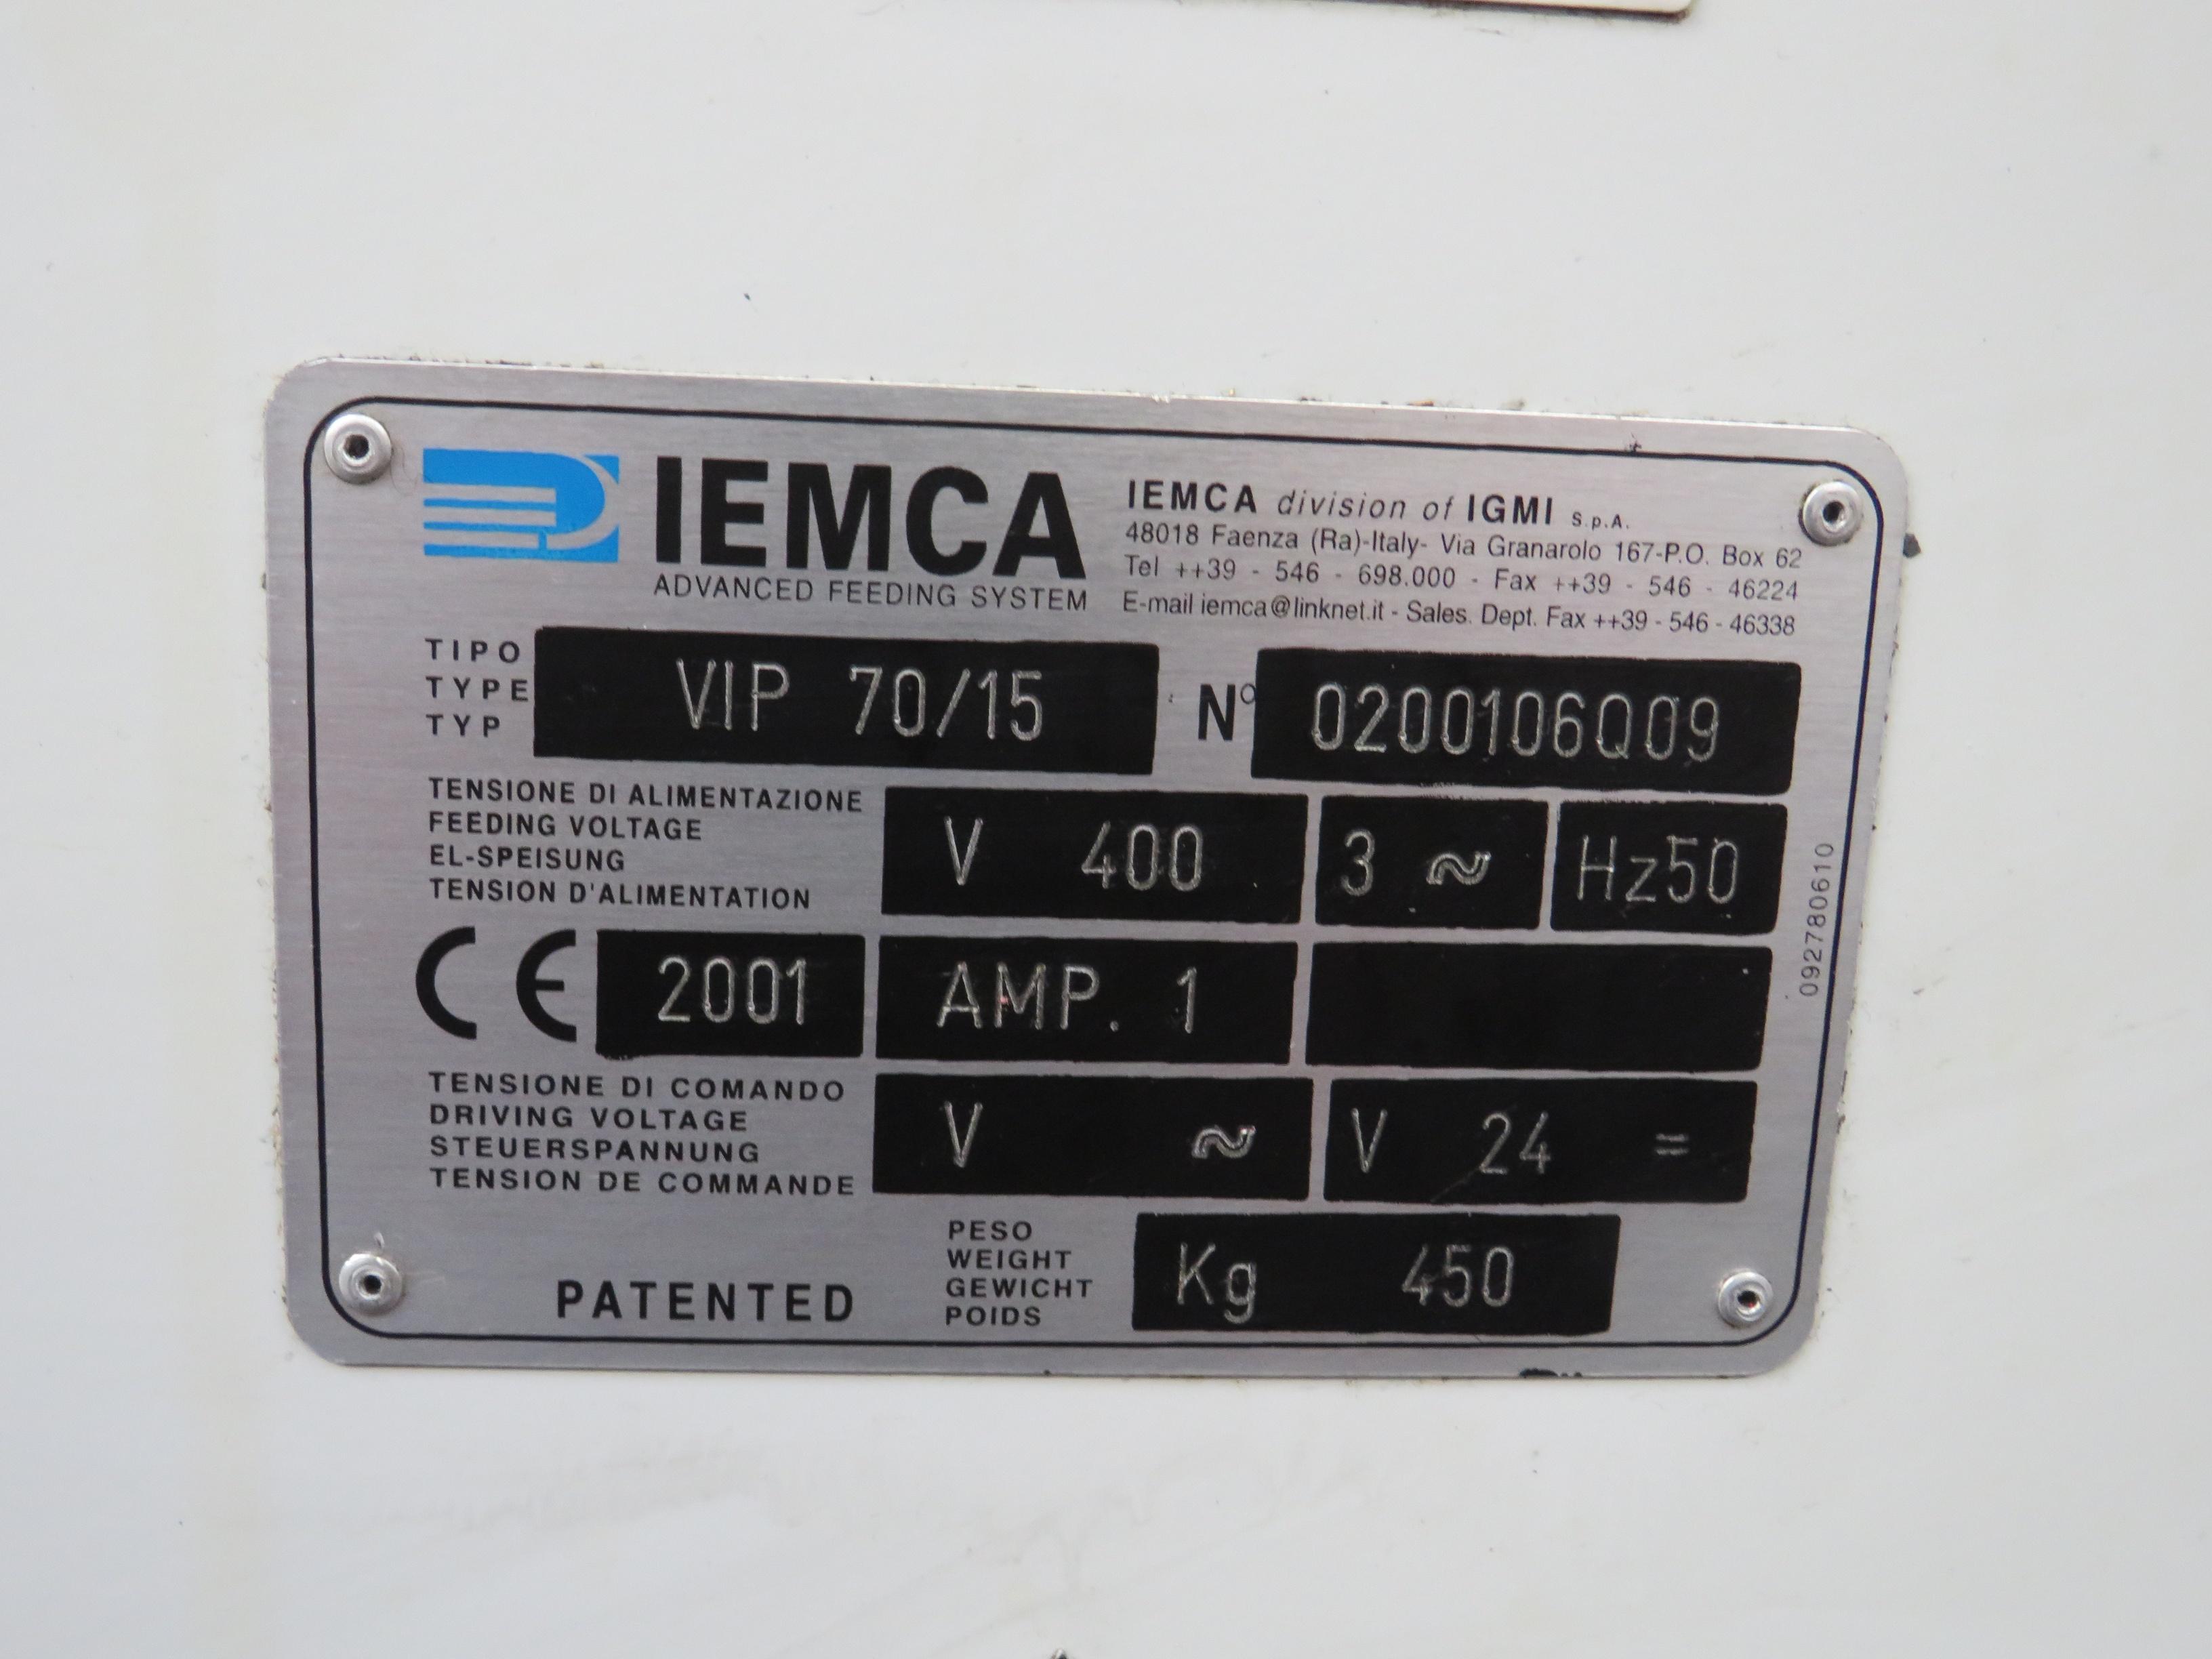 IEMCA
ADVANCED FEEDING SYSTEM
IEMCA division of IGMI S.p.A.
48018 Faenza (Ra)-Italy- Via Granarolo 167-P.O. Box 62
Tel ++39 - 546 - 698.000 - Fax ++39 - 546 - 46224
E-mail iemca@linknet.it - Sales. Dept. Fax ++39 - 546 - 46338
TIPO
TYPE
TYP
VIP 70/15
N° 0200106Q09
TENSIONE DI ALIMENTAZIONE
FEEDING VOLTAGE
EL-SPEISUNG
TENSION D'ALIMENTATION
V 400
3 ~
Hz50
CE 2001
AMP. 1
TENSIONE DI COMANDO
DRIVING VOLTAGE
STEUERSPANNUNG
TENSION DE COMMANDE
V ~
V 24 =
PATENTED
PESO
WEIGHT
GEWICHT
POIDS
Kg 450
092780610